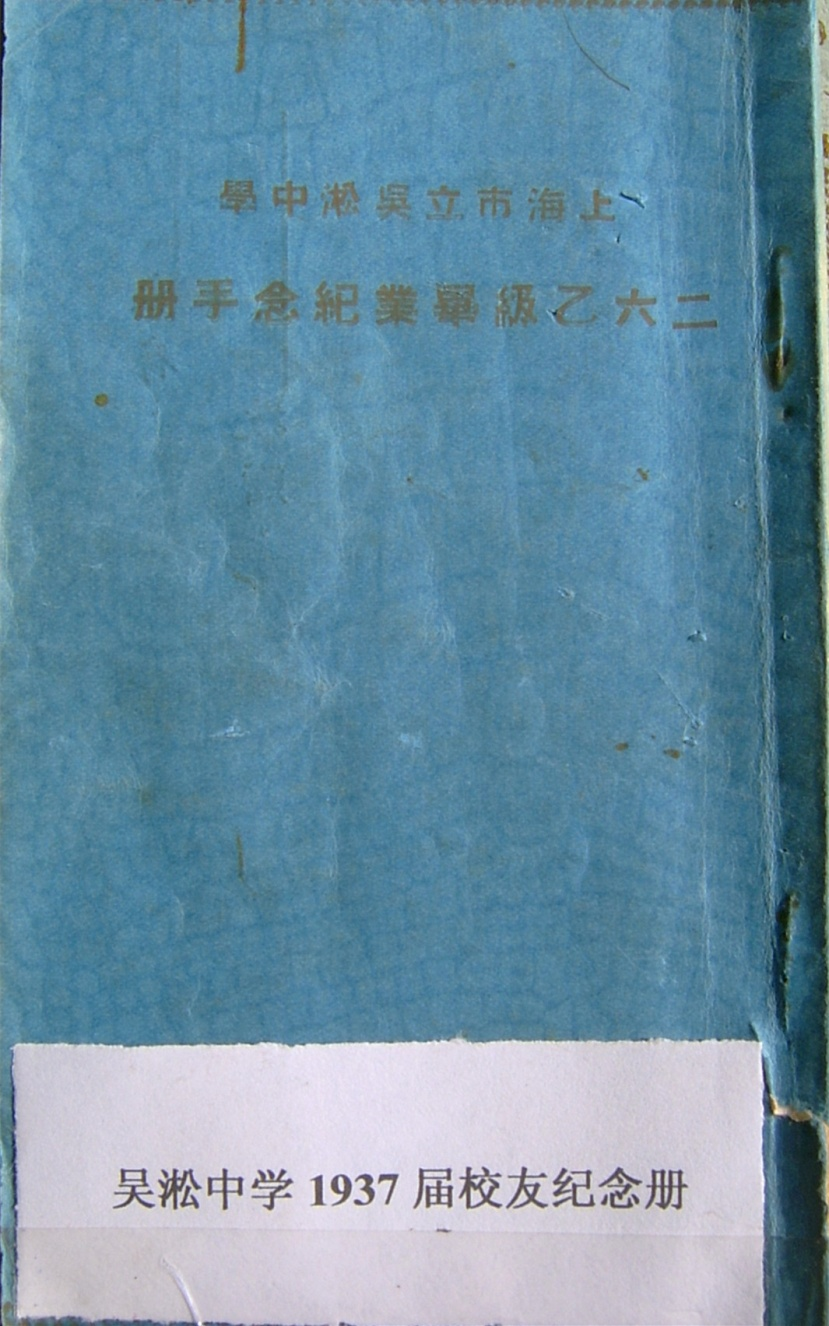 上海市立吳淞中學
二六乙級畢業紀念手册
吴淞中学 1937 届校友纪念册